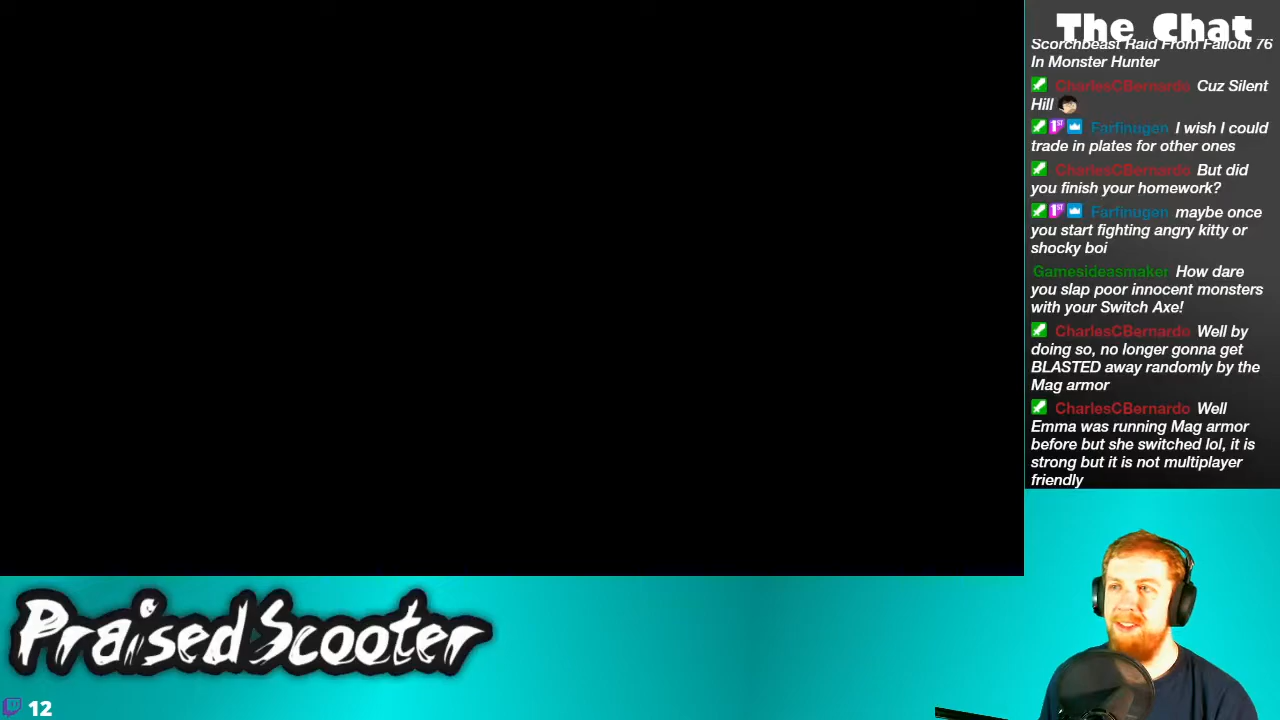 The Chat
Scorchbeast Raid From Fallout 76
In Monster Hunter
CharlesCBernardo Cuz Silent
Hill
1ST Farfinugen I wish I could
trade in plates for other ones
CharlesCBernardo But did
you finish your homework?
1ST Farfinugen maybe once
you start fighting angry kitty or
shocky boi
Gamesideasmaker How dare
you slap poor innocent monsters
with your Switch Axe!
CharlesCBernardo Well by
doing so, no longer gonna get
BLASTED away randomly by the
Mag armor
CharlesCBernardo Well
Emma was running Mag armor
before but she switched lol, it is
strong but it is not multiplayer
friendly
PraisedScooter
12